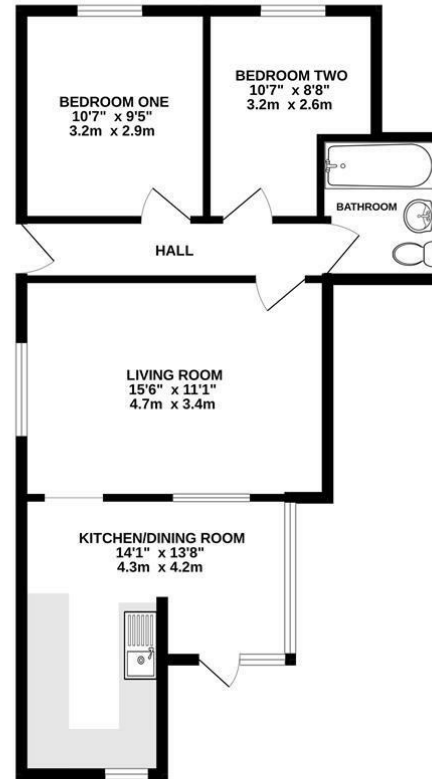 BEDROOM ONE
10'7" x 9'5"
3.2m x 2.9m
BEDROOM TWO
10'7" x 8'8"
3.2m x 2.6m
BATHROOM
HALL
LIVING ROOM
15'6" x 11'1"
4.7m x 3.4m
KITCHEN/DINING ROOM
14'1" x 13'8"
4.3m x 4.2m